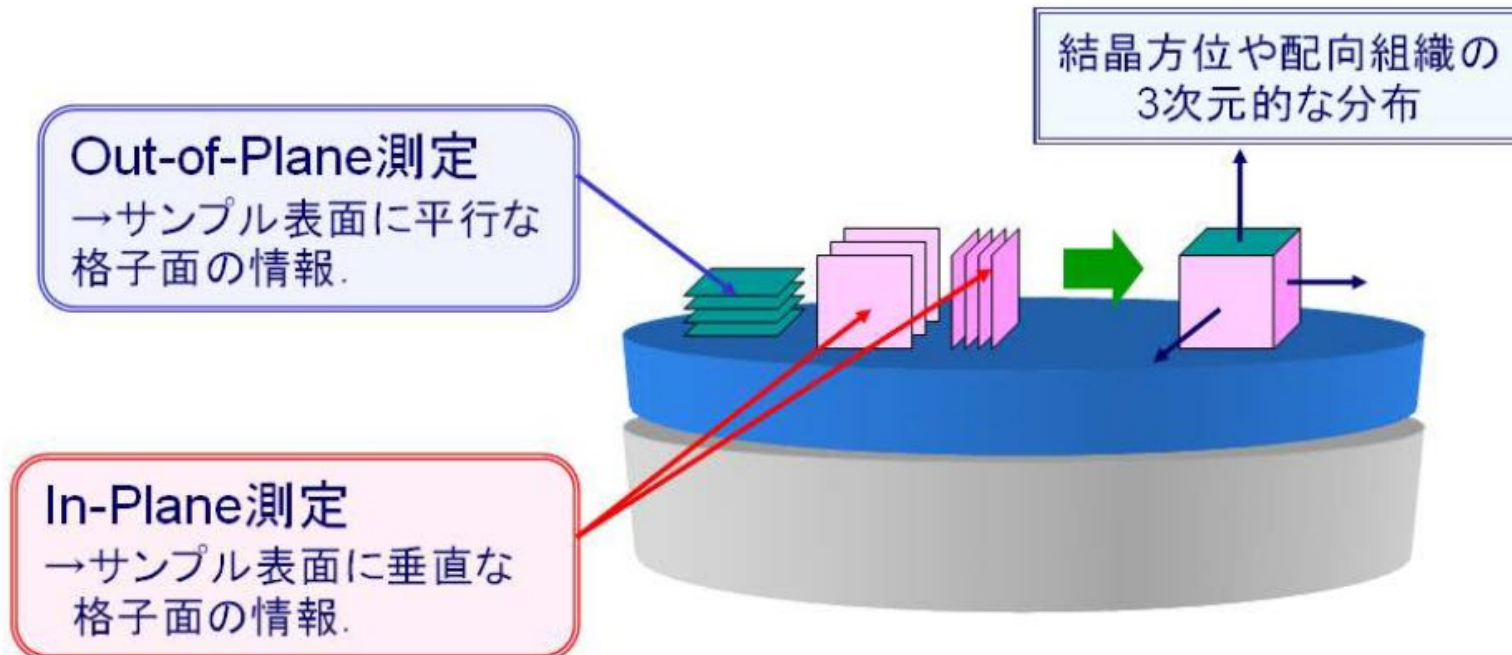 結晶方位や配向組織の
3次元的な分布
Out-of-Plane測定
→サンプル表面に平行な
格子面の情報.
In-Plane測定
→サンプル表面に垂直な
格子面の情報.